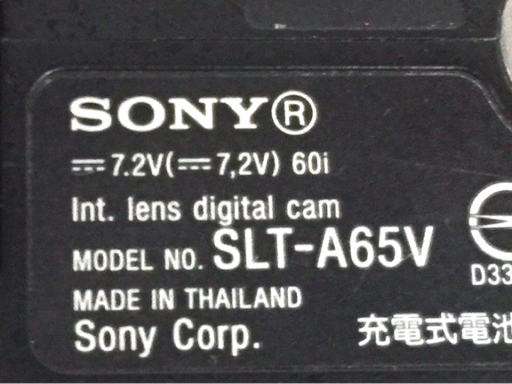 SONY®
⎓7.2V(⎓7,2V) 60i
Int. lens digital cam
MODEL NO. SLT-A65V
D33
MADE IN THAILAND
Sony Corp. 充電式電池